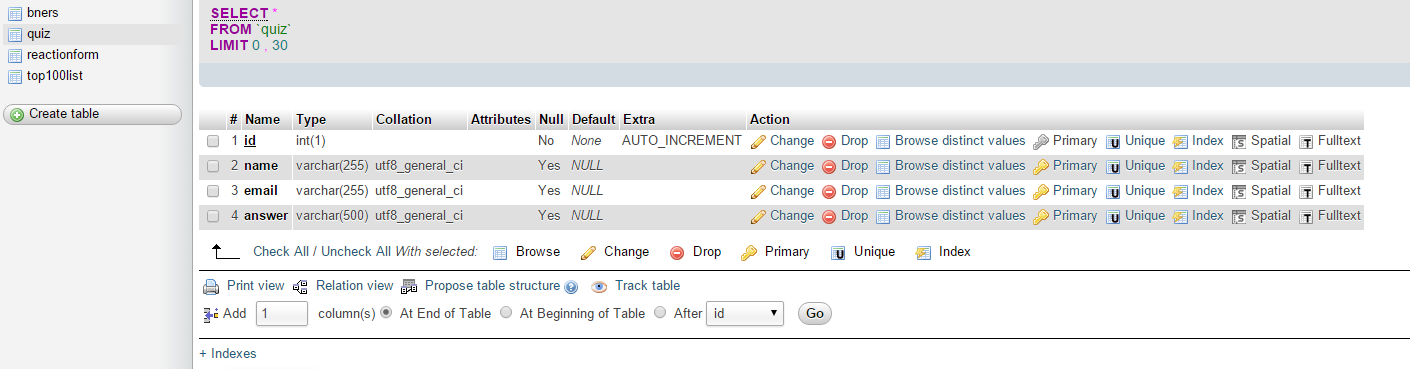 bners
quiz
reactionform
top100list
Create table
SELECT *
FROM `quiz`
LIMIT 0 , 30
# Name Type Collation Attributes Null Default Extra Action
1 id int(1) No None AUTO_INCREMENT Change Drop Browse distinct values Primary Unique Index Spatial Fulltext
2 name varchar(255) utf8_general_ci Yes NULL Change Drop Browse distinct values Primary Unique Index Spatial Fulltext
3 email varchar(255) utf8_general_ci Yes NULL Change Drop Browse distinct values Primary Unique Index Spatial Fulltext
4 answer varchar(500) utf8_general_ci Yes NULL Change Drop Browse distinct values Primary Unique Index Spatial Fulltext
Check All / Uncheck All With selected: Browse Change Drop Primary Unique Index
Print view Relation view Propose table structure Track table
Add 1 column(s) At End of Table At Beginning of Table After id Go
+ Indexes